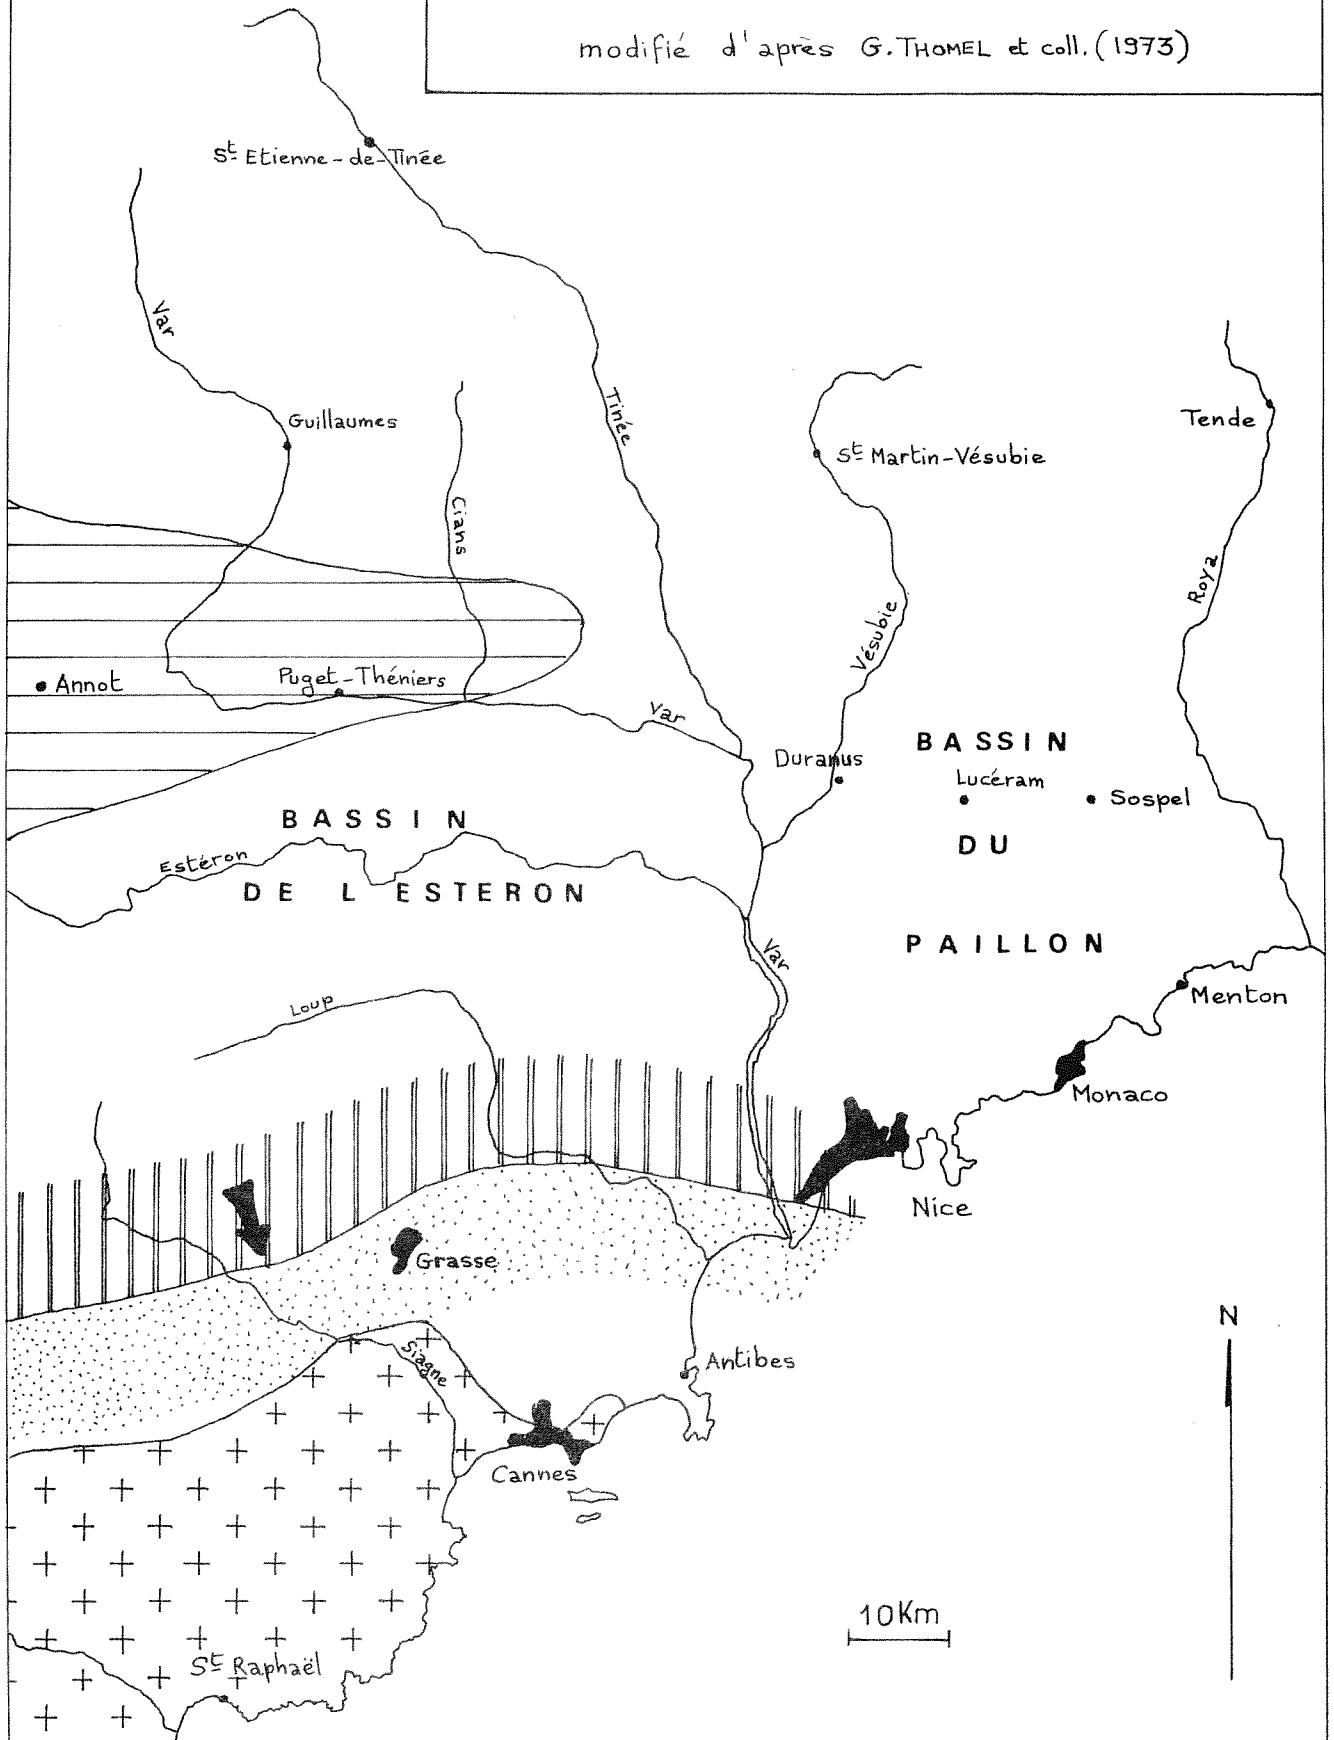 modifié d'après G. THOMEL et coll. (1973)
St Etienne-de-Tinée
Var
Guillaumes
Cians
Tinée
St Martin-Vésubie
Tende
Roya
Vésubie
Annot
Puget-Théniers
Var
Duranus
BASSIN
Lucéram
Sospel
DU
PAILLON
BASSIN
Estéron
DE L ESTERON
Var
Loup
Menton
Monaco
Nice
Grasse
Siagne
Antibes
N
Cannes
10Km
St Raphaël